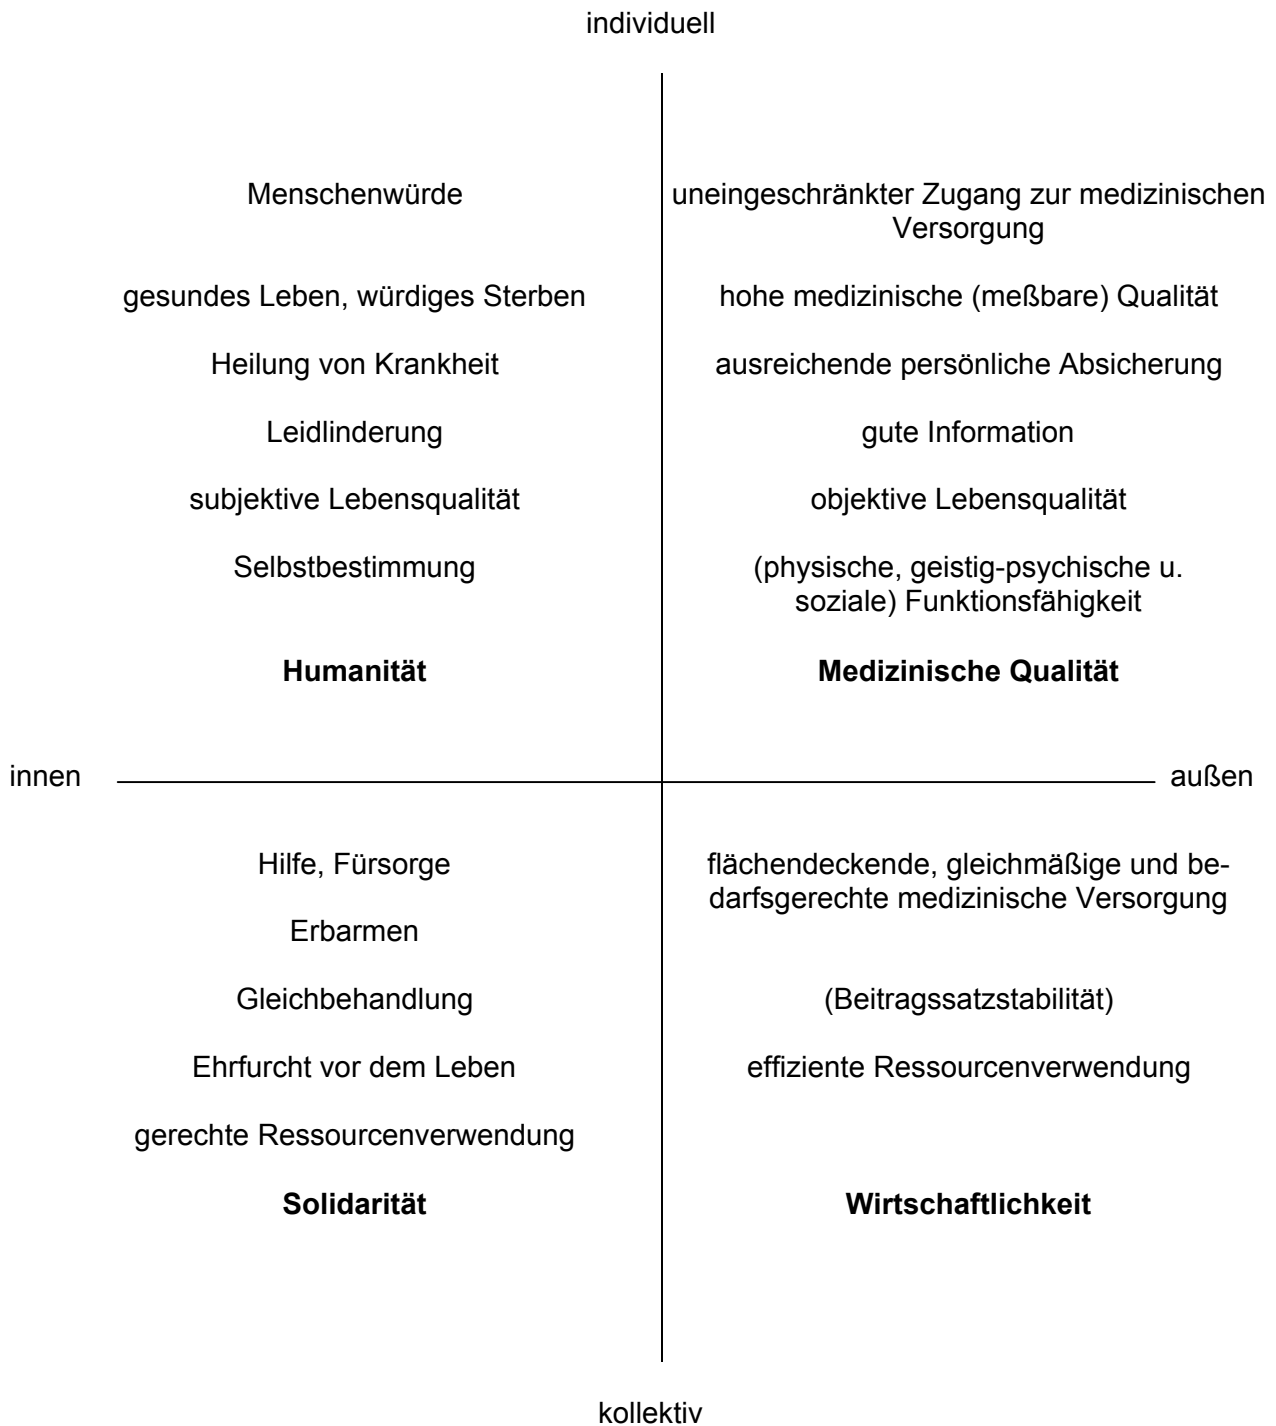 individuell
Menschenwürde
uneingeschränkter Zugang zur medizinischen
Versorgung
gesundes Leben, würdiges Sterben
hohe medizinische (meßbare) Qualität
Heilung von Krankheit
ausreichende persönliche Absicherung
Leidlinderung
gute Information
subjektive Lebensqualität
objektive Lebensqualität
Selbstbestimmung
(physische, geistig-psychische u.
soziale) Funktionsfähigkeit
Humanität
Medizinische Qualität
innen
außen
Hilfe, Fürsorge
flächendeckende, gleichmäßige und be-
darfsgerechte medizinische Versorgung
Erbarmen
Gleichbehandlung
(Beitragssatzstabilität)
Ehrfurcht vor dem Leben
effiziente Ressourcenverwendung
gerechte Ressourcenverwendung
Solidarität
Wirtschaftlichkeit
kollektiv